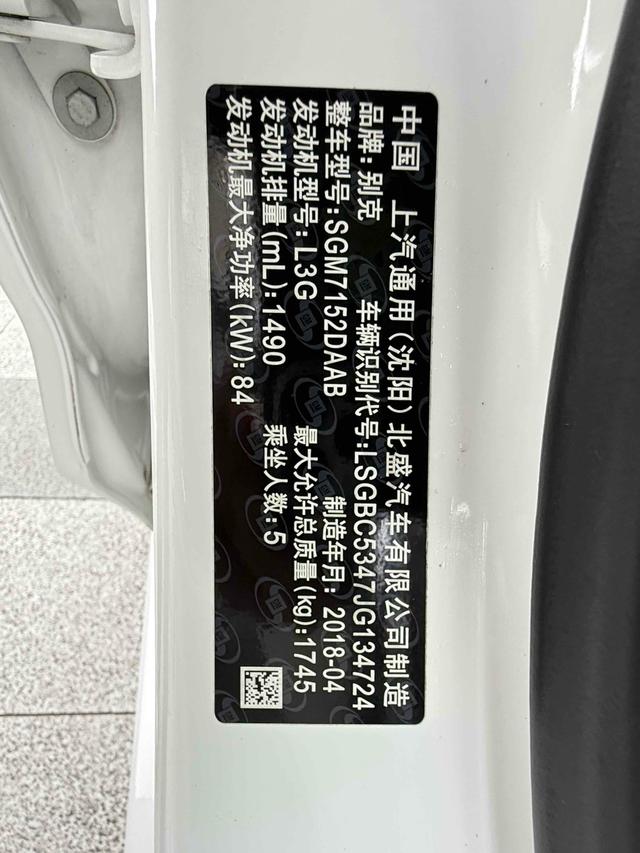 中国 上汽通用(沈阳)北盛汽车有限公司制造
品牌:别克 车辆识别代号:LSGBC5347JG134724
整车型号:SGM7152DAAB 制造年月:2018-04
发动机型号:L3G 最大允许总质量(kg):1745
发动机排量(mL):1490 乘坐人数:5
发动机最大净功率(kW):84